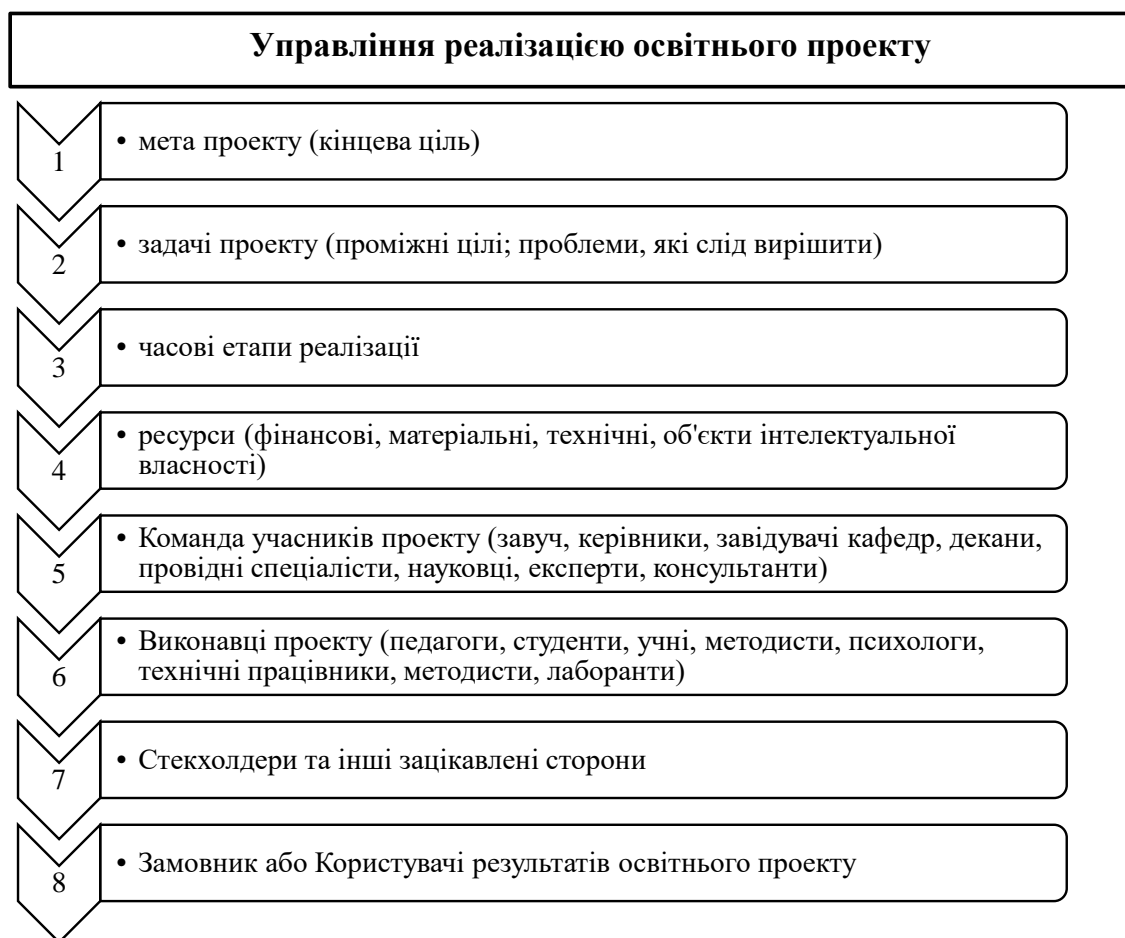 Управління реалізацією освітнього проекту
1
• мета проекту (кінцева ціль)
2
• задачі проекту (проміжні цілі; проблеми, які слід вирішити)
3
• часові етапи реалізації
4
• ресурси (фінансові, матеріальні, технічні, об'єкти інтелектуальної
власності)
5
• Команда учасників проекту (завуч, керівники, завідувачі кафедр, декани,
провідні спеціалісти, науковці, експерти, консультанти)
6
• Виконавці проекту (педагоги, студенти, учні, методисти, психологи,
технічні працівники, методисти, лаборанти)
7
• Стекхолдери та інші зацікавлені сторони
8
• Замовник або Користувачі результатів освітнього проекту